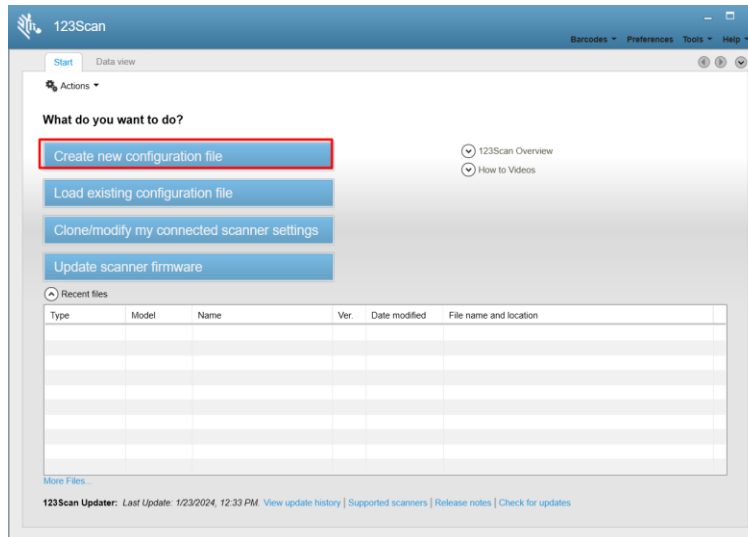 123Scan
Barcodes Preferences Tools Help
Start Data view
Actions
What do you want to do?
Create new configuration file
123Scan Overview
How to Videos
Load existing configuration file
Clone/modify my connected scanner settings
Update scanner firmware
Recent files
Type Model Name Ver. Date modified File name and location
More Files...
123Scan Updater: Last Update: 1/23/2024, 12:33 PM. View update history | Supported scanners | Release notes | Check for updates